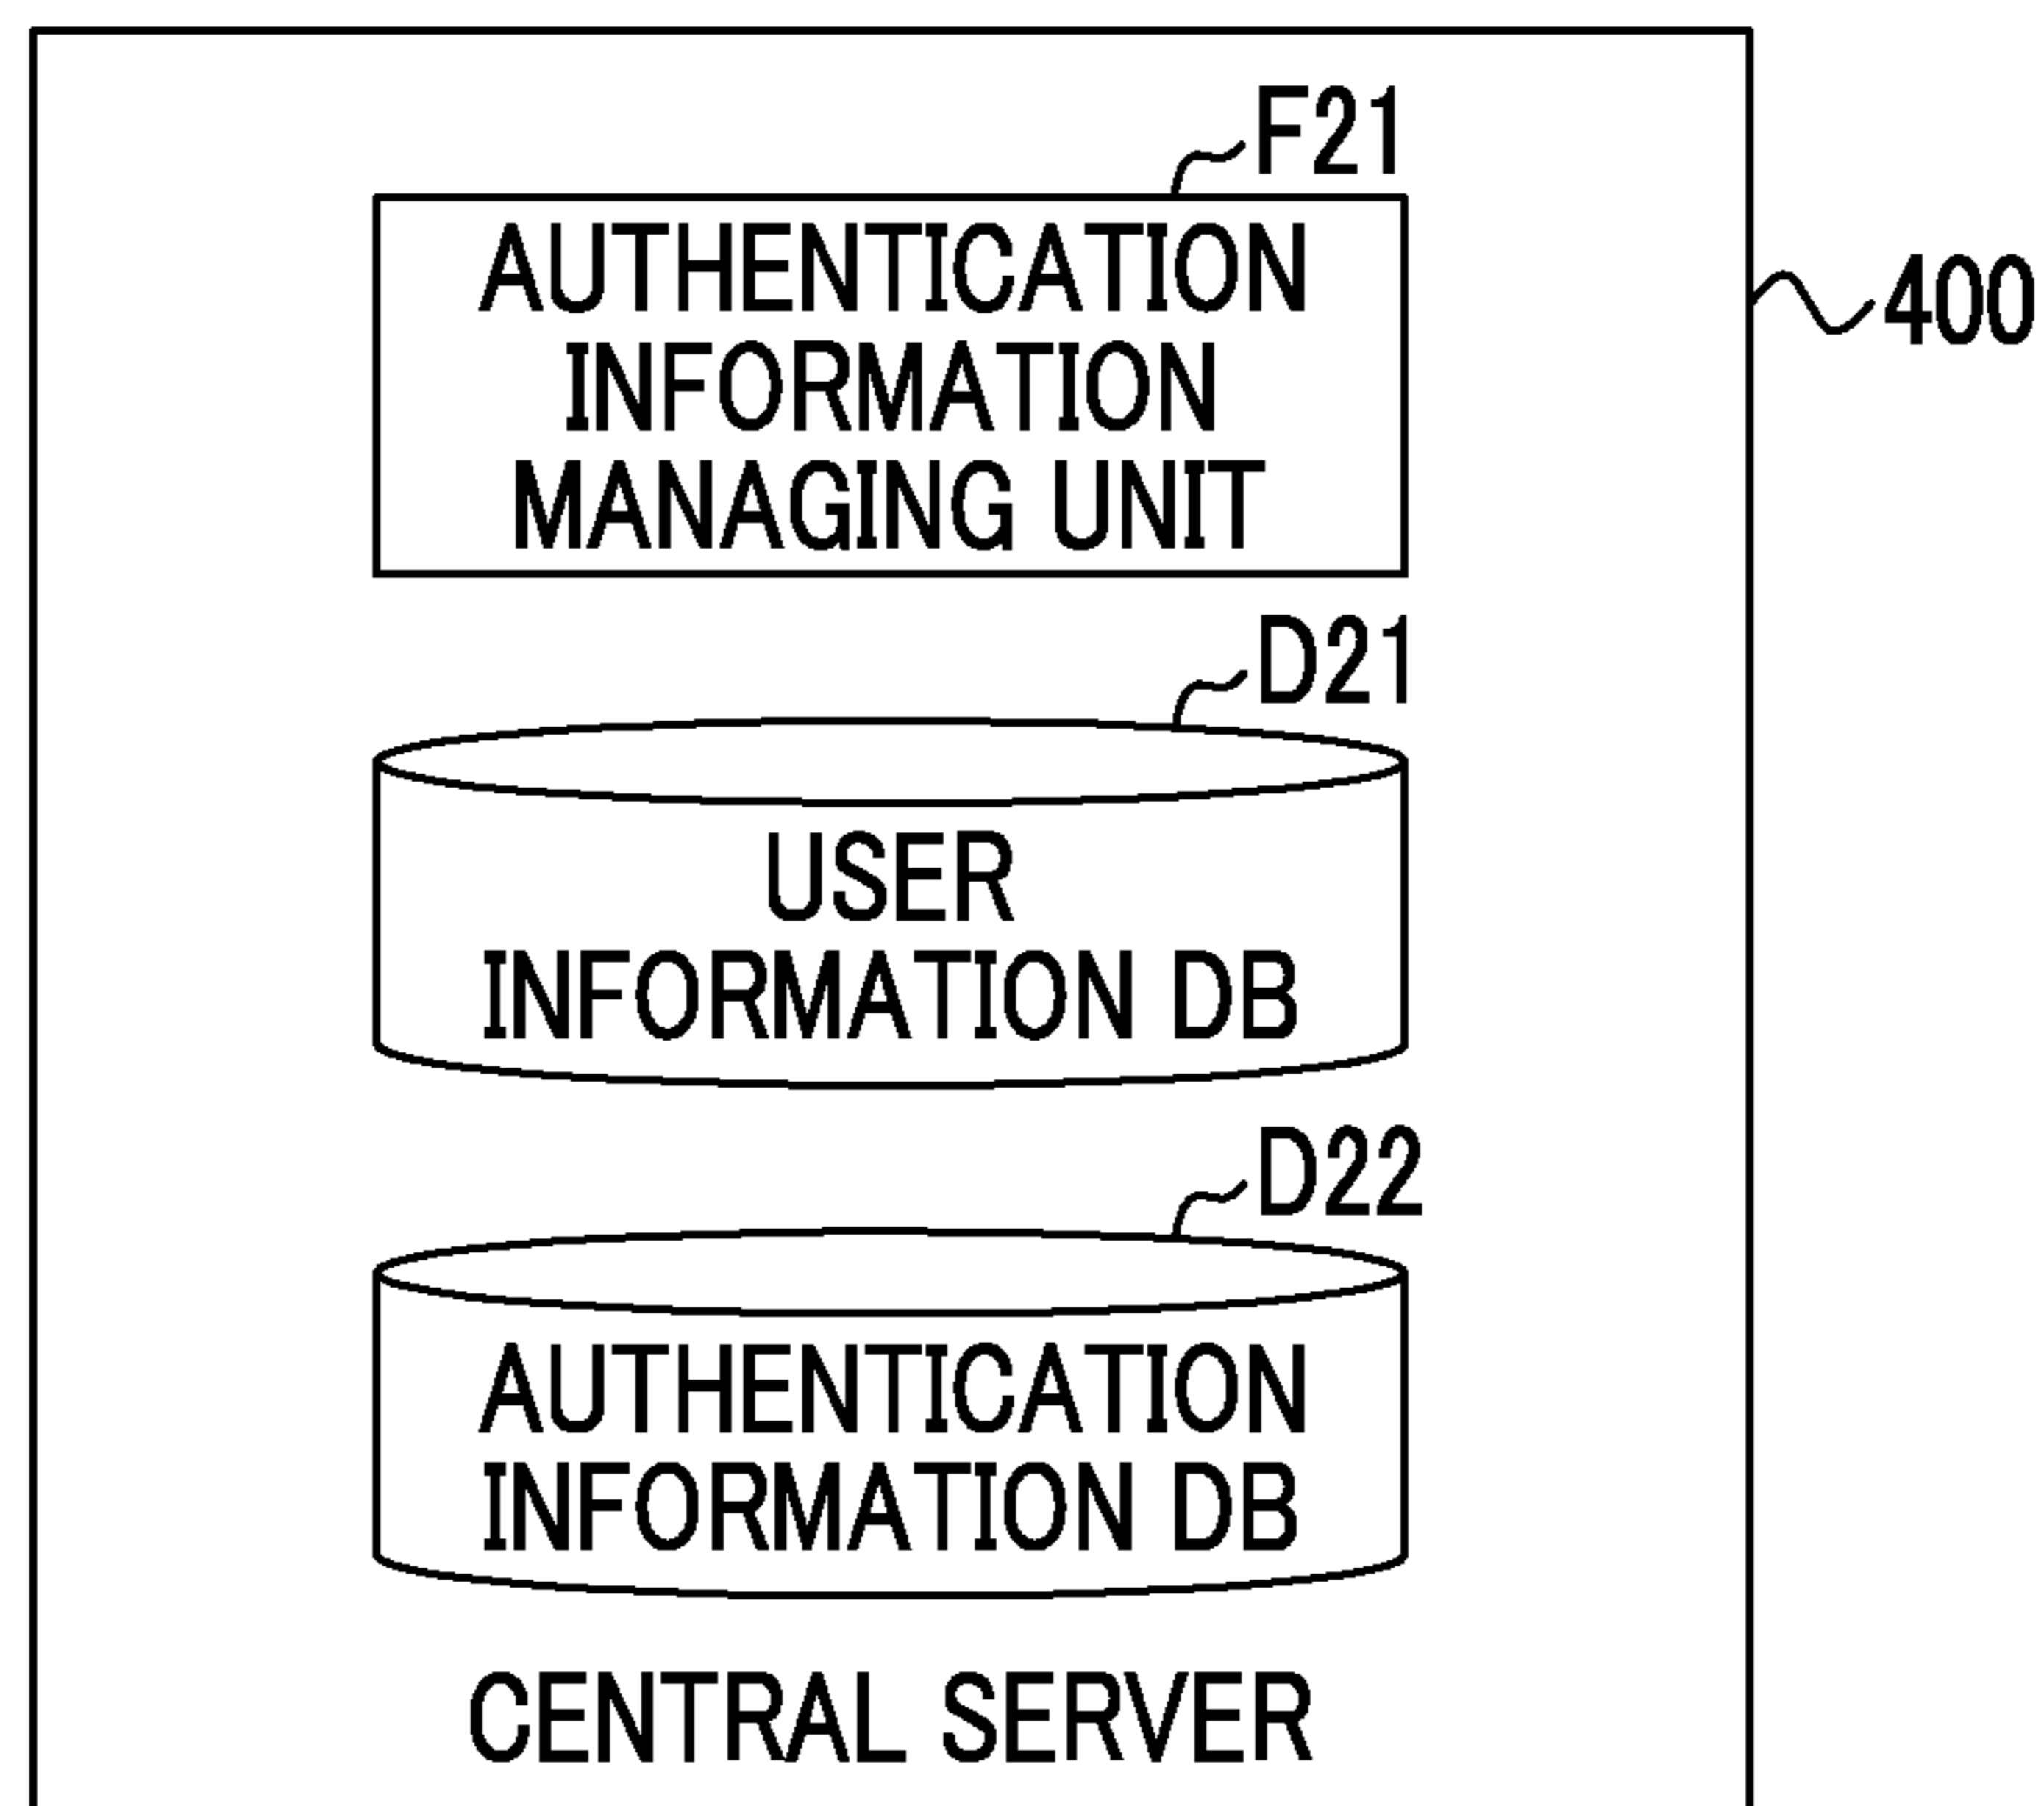 F21
AUTHENTICATION
INFORMATION
MANAGING UNIT
400
D21
USER
INFORMATION DB
D22
AUTHENTICATION
INFORMATION DB
CENTRAL SERVER